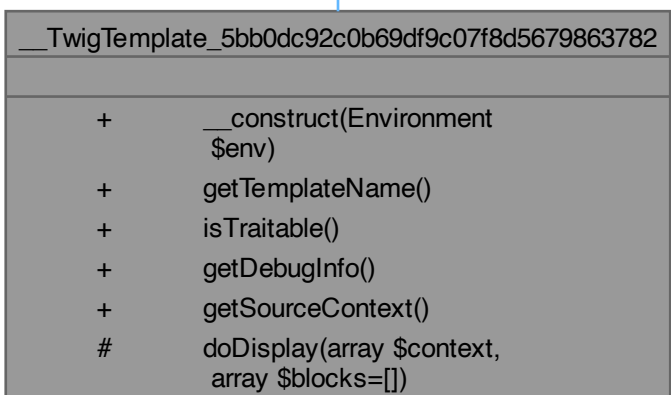 __TwigTemplate_5bb0dc92c0b69df9c07f8d5679863782
+ __construct(Environment
$env)
+ getTemplateName()
+ isTraitable()
+ getDebugInfo()
+ getSourceContext()
# doDisplay(array $context,
array $blocks=[])